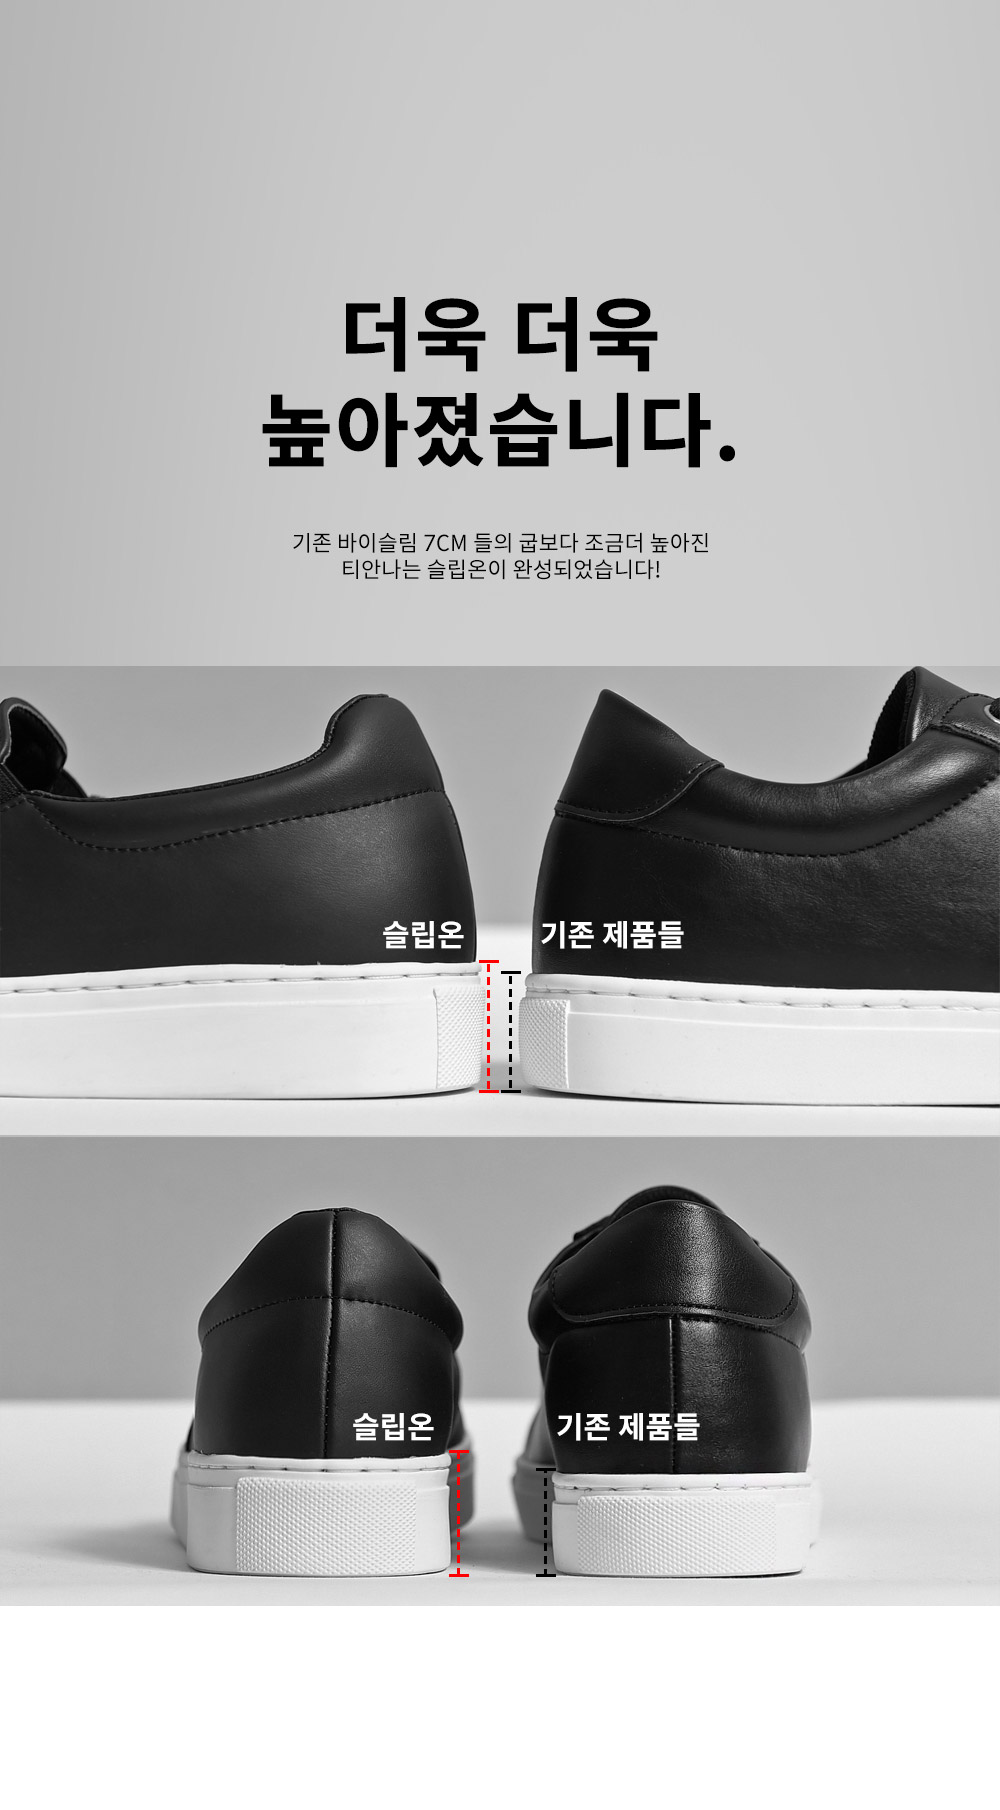 더욱 더욱
높아졌습니다.
기존 바이슬림 7CM 들의 굽보다 조금더 높아진
티안나는 슬립온이 완성되었습니다!
슬립온
기존 제품들
슬립온
기존 제품들